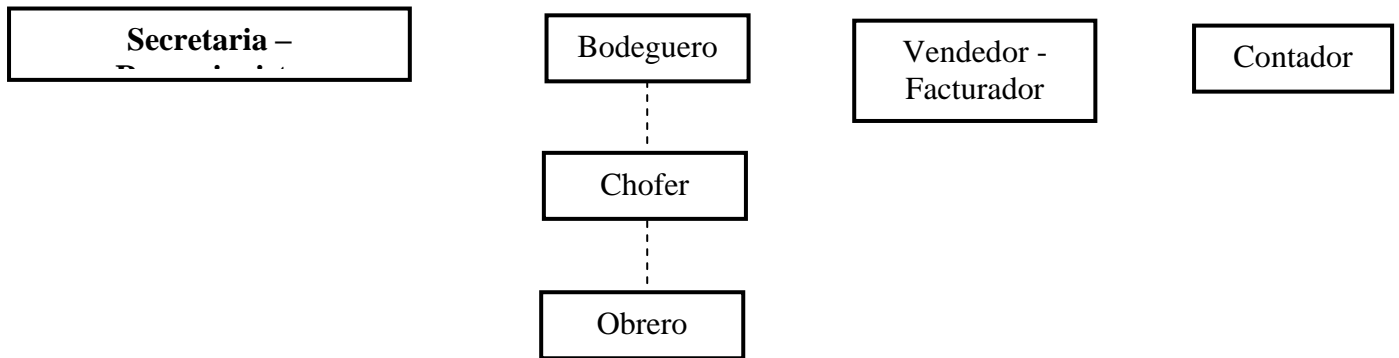 Secretaria –
Bodeguero
Vendedor -
Facturador
Contador
Chofer
Obrero